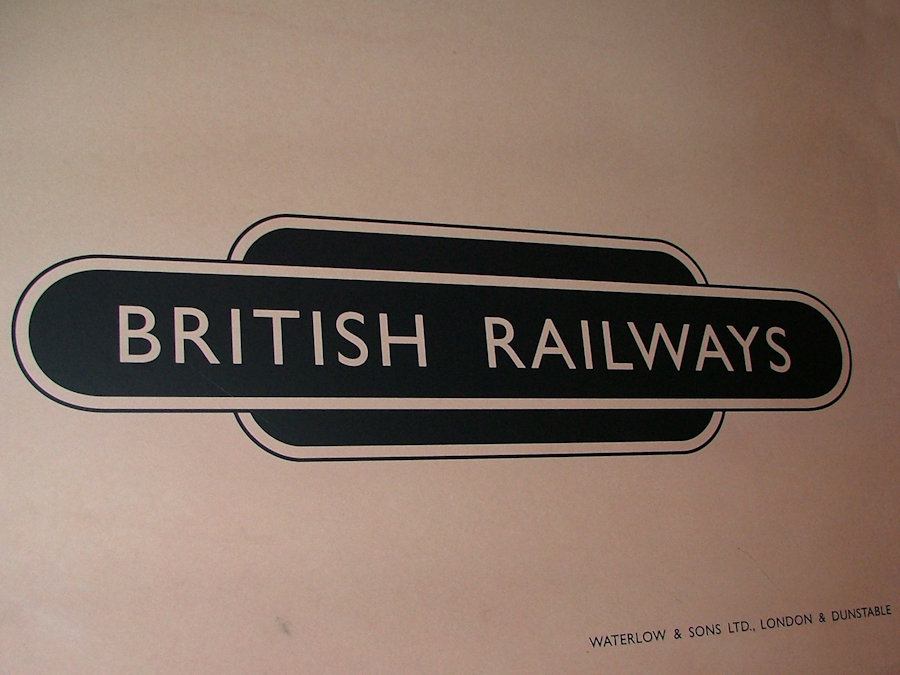 BRITISH RAILWAYS
WATERLOW & SONS LTD., LONDON & DUNSTABLE